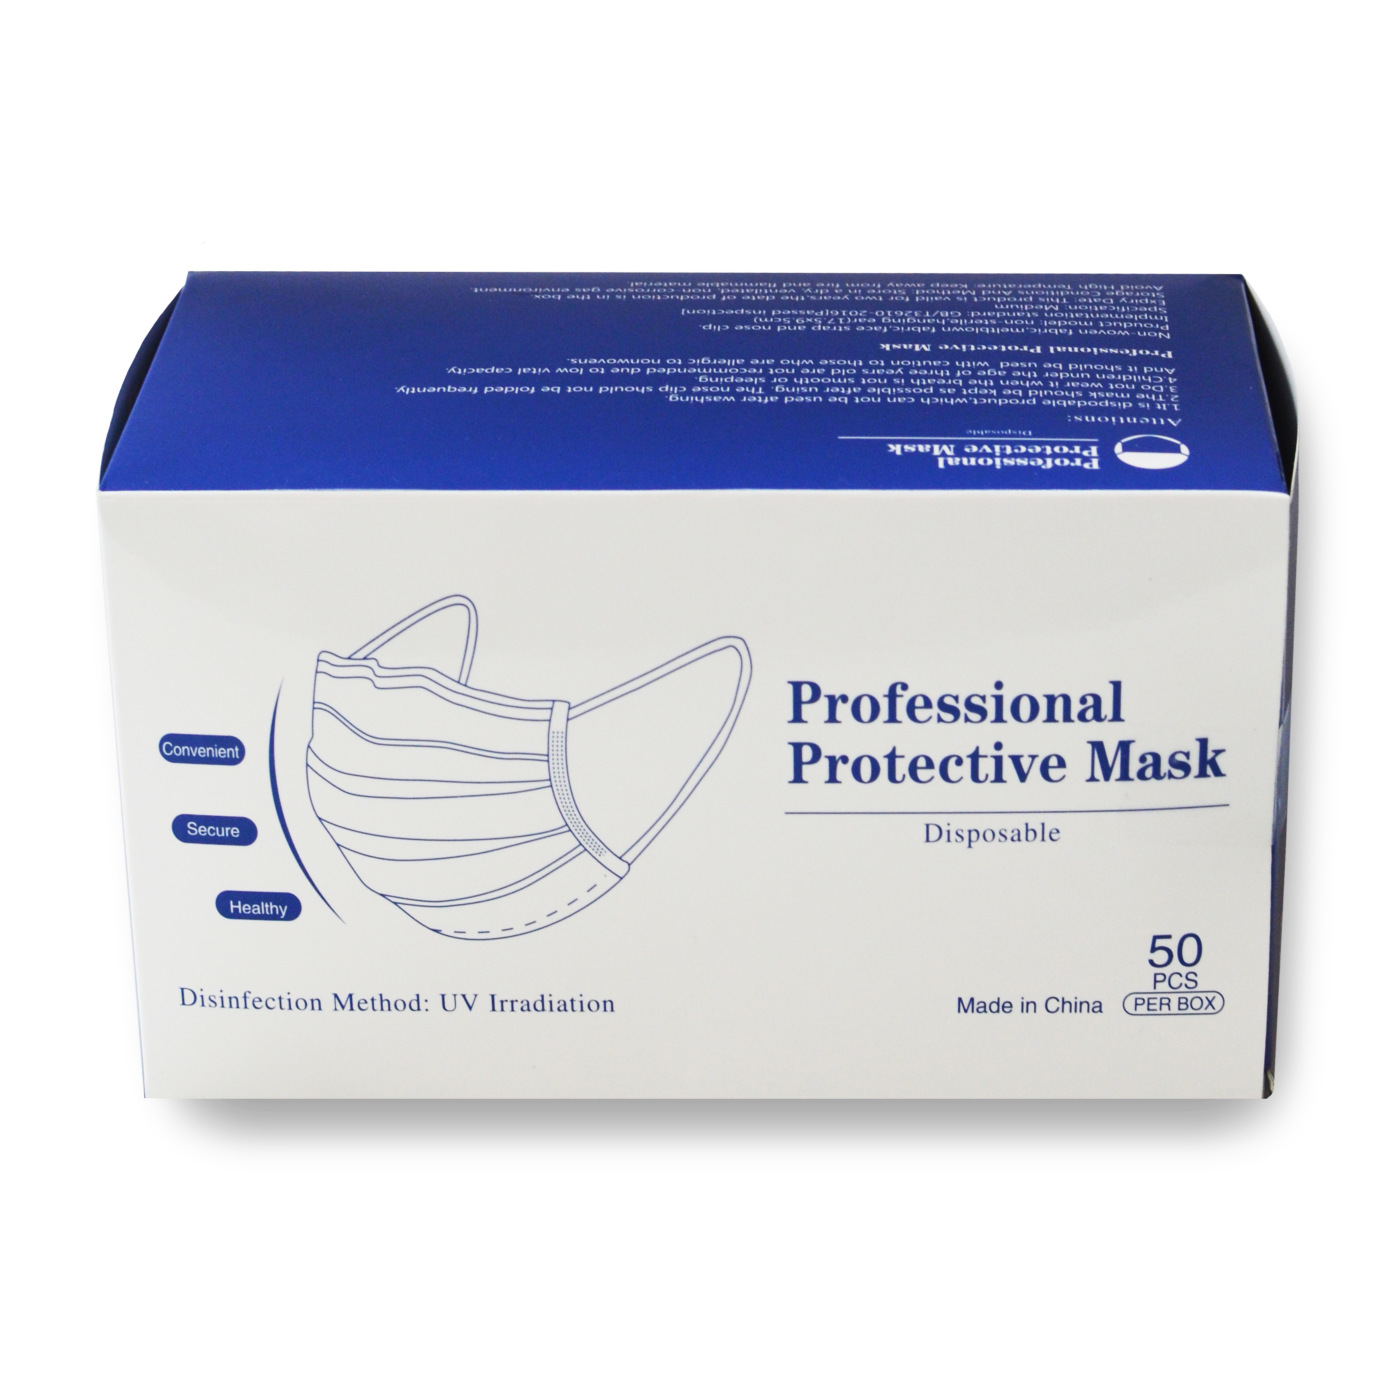 Professional
Protective Mask
Disposable
Attentions:
1.It is dispodable product,which can not be used after washing.
2.The mask should be kept as possible after using. The nose clip should not be folded frequently.
3.Do not wear it when the breath is not smooth or sleeping.
4.Children under the age of three years old are not recommended due to low vital capacity.
And it should be used with caution to those who are allergic to nonwovens.
Professional Protective Mask
Non-woven fabric,meltblown fabric,face,strap and nose clip.
Prouduct model: non-sterile,hanging ear(17.5x9.5cm)
Implementation standard: GB/T32610-2016[Passed inspection]
Specification: Medium
Expiry Date: This product is vaild for two years,the date of production is in the box.
Storage Conditions And Method: Store in a dry, ventilated, non-corrosive gas environment.
Avoid High Temperature, keep away from fire and flammable material.
Professional
Protective Mask
Disposable
Convenient
Secure
Healthy
Disinfection Method: UV Irradiation
Made in China
50
PCS
PER BOX